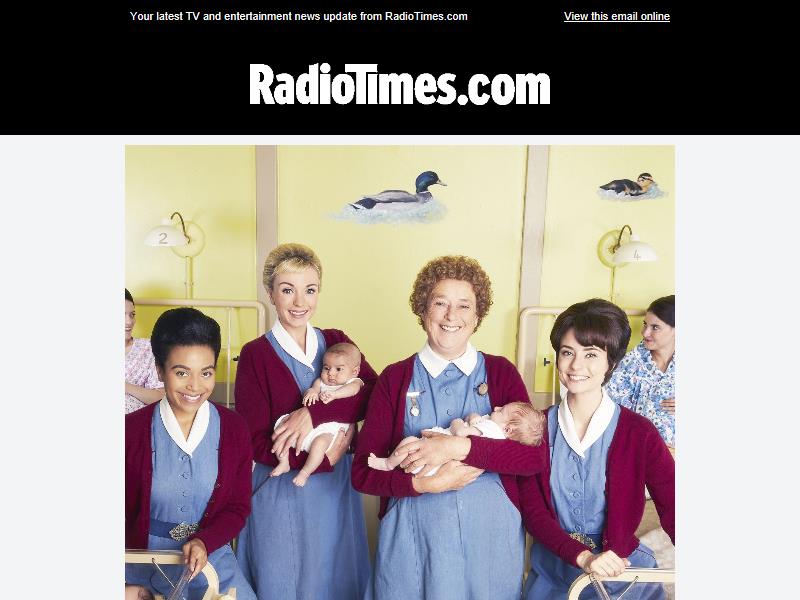 Your latest TV and entertainment news update from RadioTimes.com
View this email online
RadioTimes.com
2
4